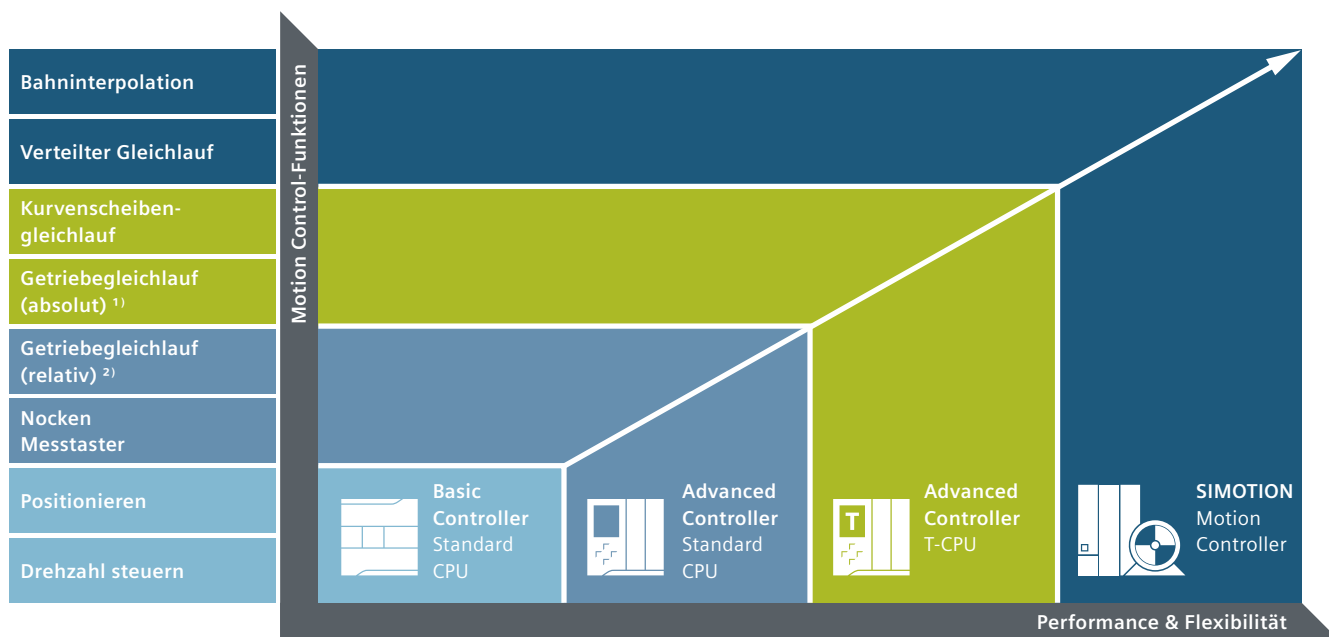 Bahninterpolation
Verteilter Gleichlauf
Kurvenscheiben-
gleichlauf
Getriebegleichlauf
(absolut) ¹⁾
Getriebegleichlauf
(relativ) ²⁾
Nocken
Messtaster
Positionieren
Drehzahl steuern
Motion Control-Funktionen
Basic
Controller
Standard
CPU
Advanced
Controller
Standard
CPU
T
Advanced
Controller
T-CPU
SIMOTION
Motion
Controller
Performance & Flexibilität